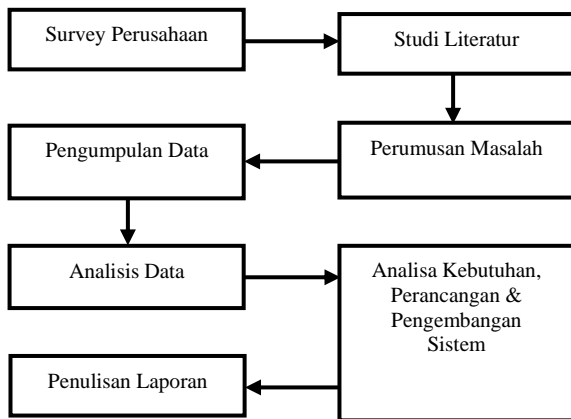 Survey Perusahaan
Studi Literatur
Perumusan Masalah
Pengumpulan Data
Analisis Data
Analisa Kebutuhan,
Perancangan &
Pengembangan
Sistem
Penulisan Laporan